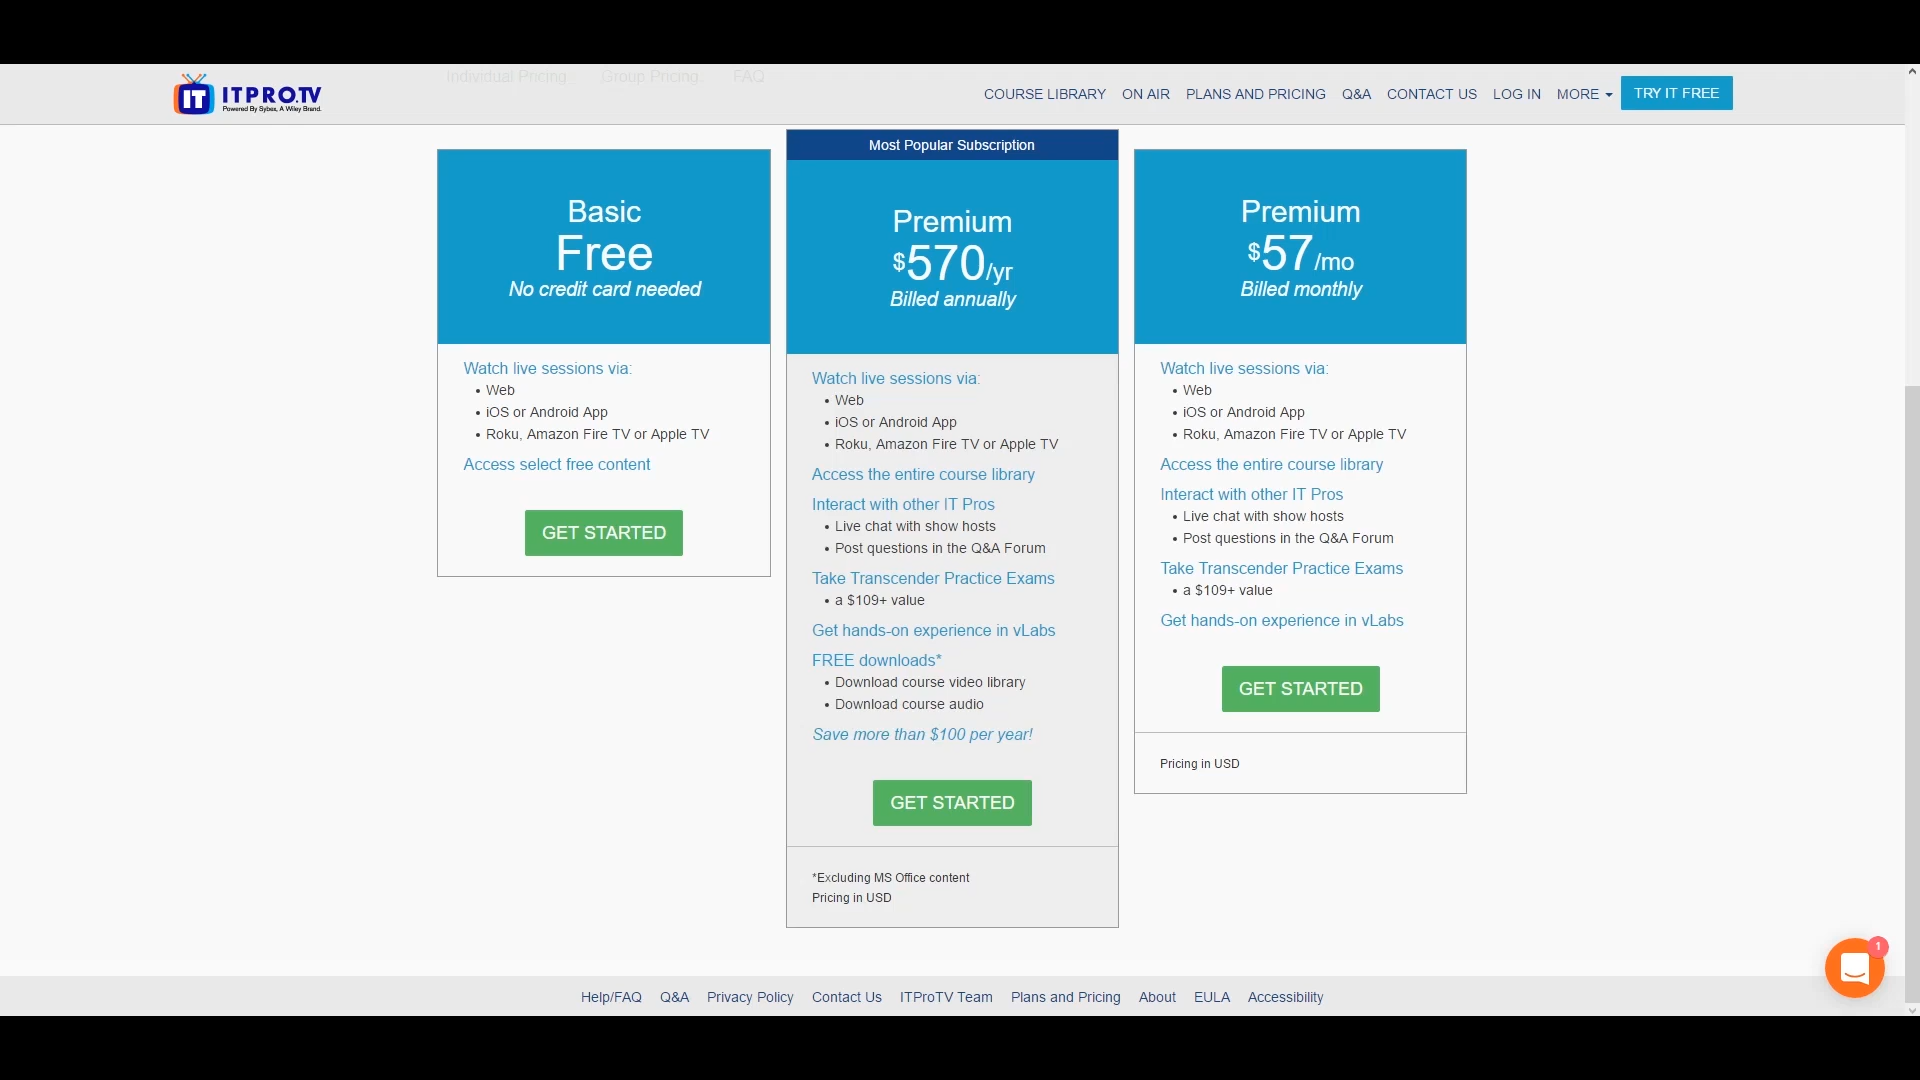 Individual Pricing Group Pricing FAQ
IT ITPRO.TV
Powered By Sybex, A Wiley Brand.
COURSE LIBRARY ON AIR PLANS AND PRICING Q&A CONTACT US LOG IN MORE TRY IT FREE
Basic
Free
No credit card needed
Watch live sessions via:
• Web
• iOS or Android App
• Roku, Amazon Fire TV or Apple TV
Access select free content
GET STARTED
Most Popular Subscription
Premium
$570/yr
Billed annually
Watch live sessions via:
• Web
• iOS or Android App
• Roku, Amazon Fire TV or Apple TV
Access the entire course library
Interact with other IT Pros
• Live chat with show hosts
• Post questions in the Q&A Forum
Take Transcender Practice Exams
• a $109+ value
Get hands-on experience in vLabs
FREE downloads*
• Download course video library
• Download course audio
Save more than $100 per year!
GET STARTED
*Excluding MS Office content
Pricing in USD
Premium
$57/mo
Billed monthly
Watch live sessions via:
• Web
• iOS or Android App
• Roku, Amazon Fire TV or Apple TV
Access the entire course library
Interact with other IT Pros
• Live chat with show hosts
• Post questions in the Q&A Forum
Take Transcender Practice Exams
• a $109+ value
Get hands-on experience in vLabs
GET STARTED
Pricing in USD
1
Help/FAQ Q&A Privacy Policy Contact Us ITProTV Team Plans and Pricing About EULA Accessibility